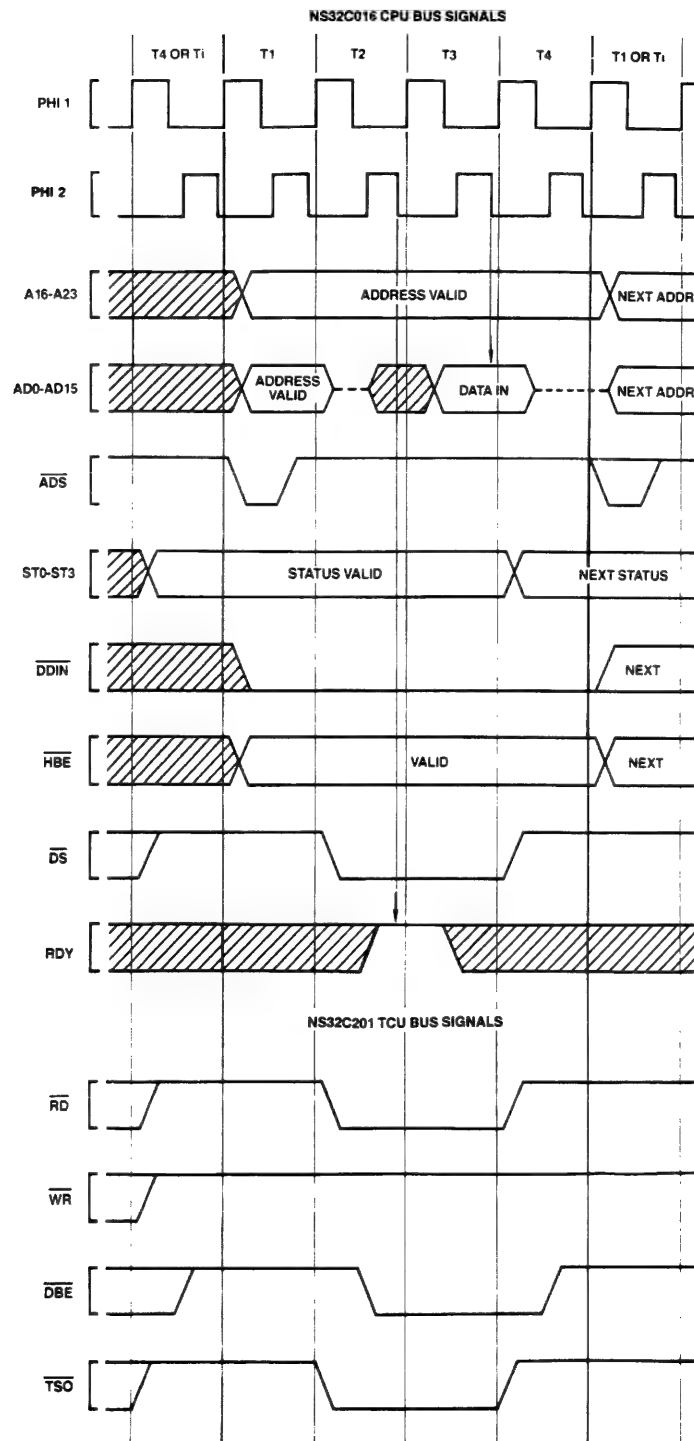 NS32C016 CPU BUS SIGNALS
T4 OR Ti T1 T2 T3 T4 T1 OR Ti
PHI 1
PHI 2
A16-A23 ADDRESS VALID NEXT ADDR
AD0-AD15 ADDRESS VALID DATA IN NEXT ADDR
ADS
ST0-ST3 STATUS VALID NEXT STATUS
DDIN NEXT
HBE VALID NEXT
DS
RDY
NS32C201 TCU BUS SIGNALS
RD
WR
DBE
TSO